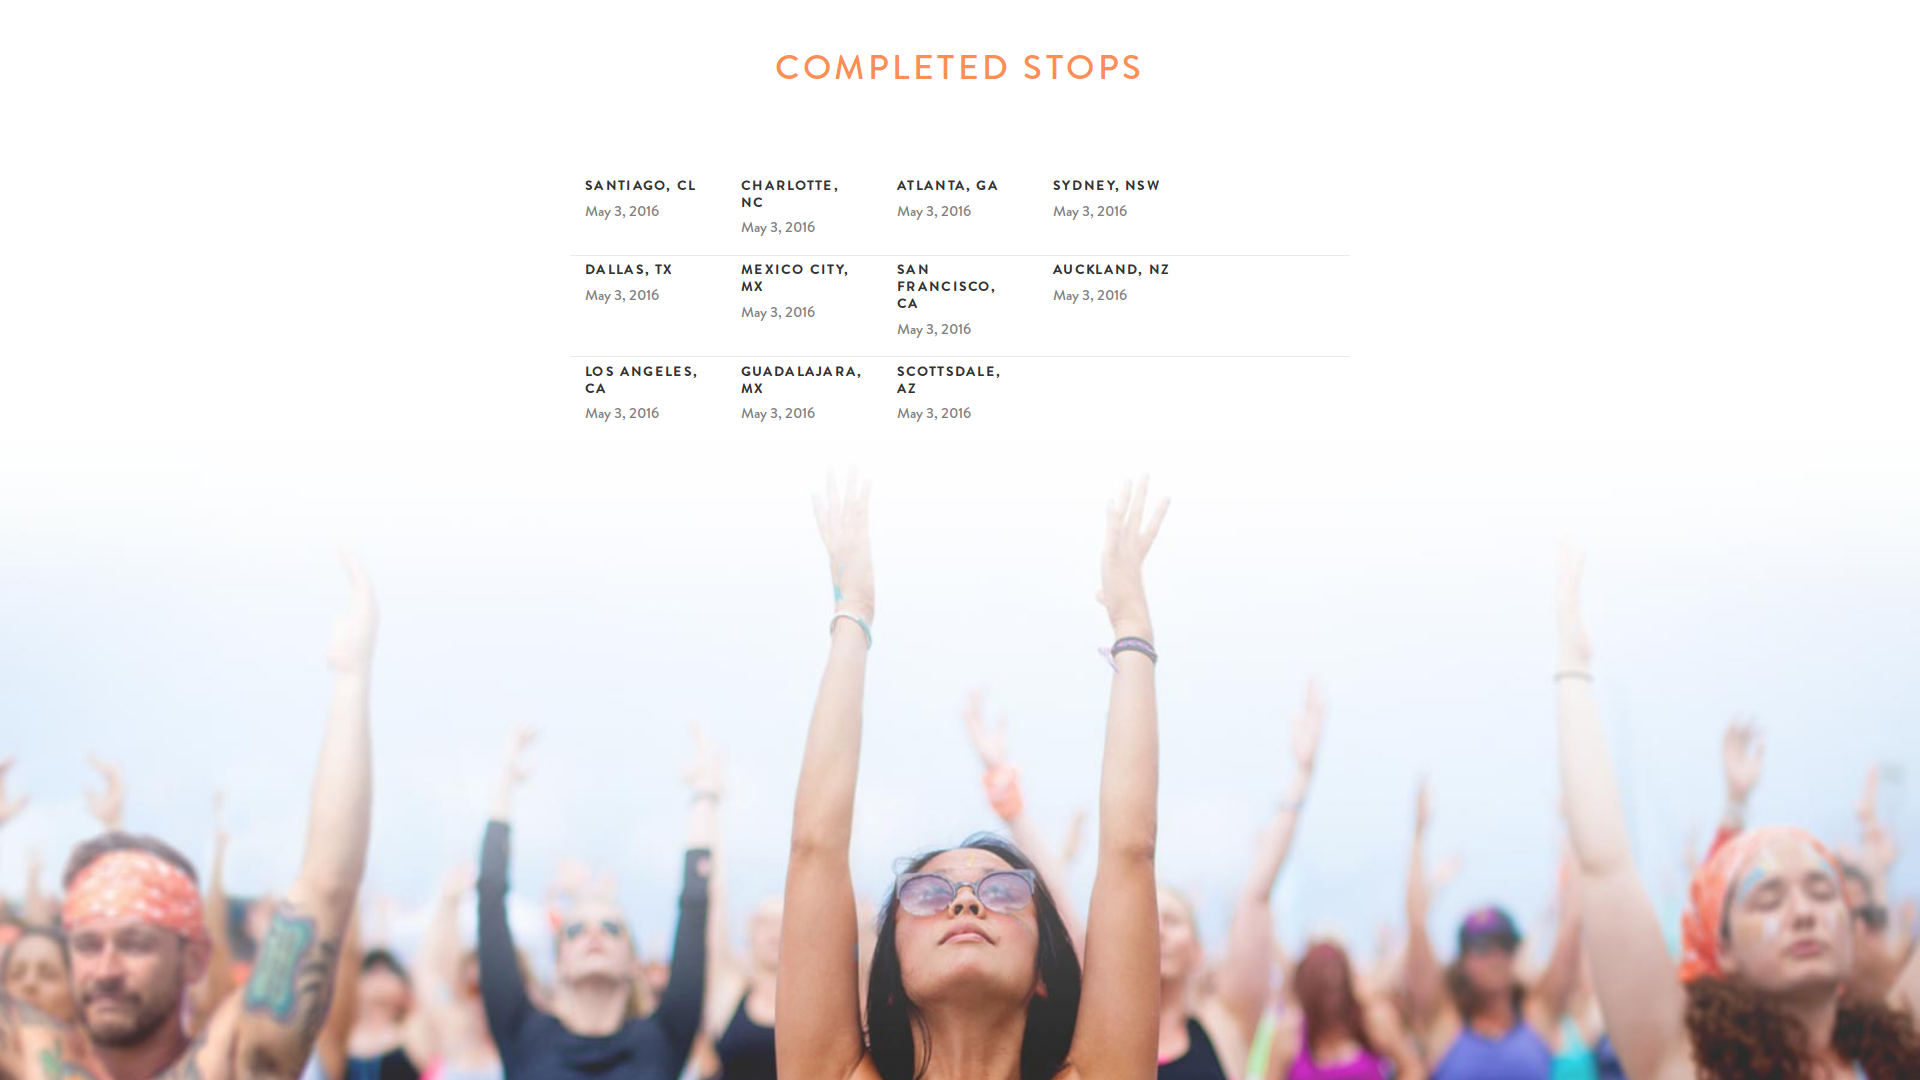 COMPLETED STOPS
SANTIAGO, CL
May 3, 2016
CHARLOTTE,
NC
May 3, 2016
ATLANTA, GA
May 3, 2016
SYDNEY, NSW
May 3, 2016
DALLAS, TX
May 3, 2016
MEXICO CITY,
MX
May 3, 2016
SAN
FRANCISCO,
CA
May 3, 2016
AUCKLAND, NZ
May 3, 2016
LOS ANGELES,
CA
May 3, 2016
GUADALAJARA,
MX
May 3, 2016
SCOTTSDALE,
AZ
May 3, 2016